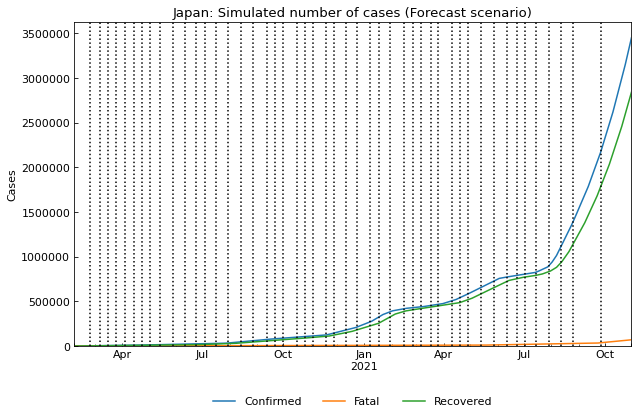 Japan: Simulated number of cases (Forecast scenario)
3500000
3000000
2500000
2000000
1500000
1000000
500000
0
Cases
Apr Jul Oct Jan Apr Jul Oct
2021
Confirmed Fatal Recovered